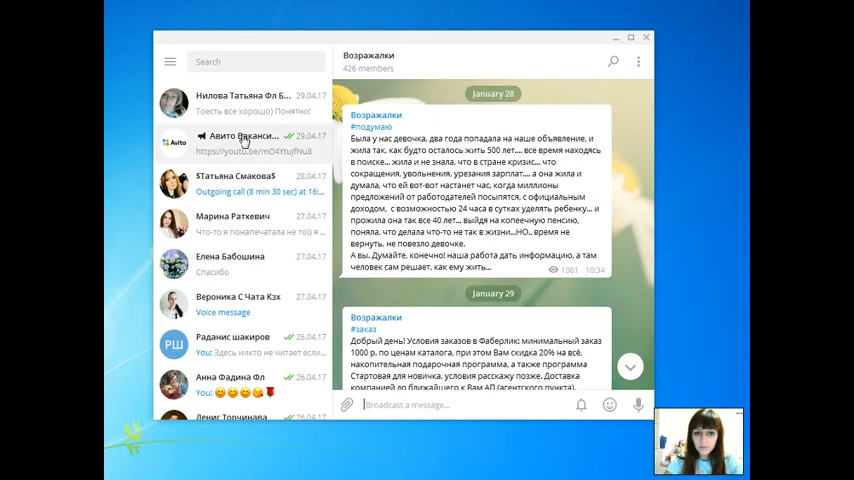 Search
Возражалки
426 members
Нилова Татьяна Фл Б... 29.04.17
Тоесть все хорошо) Понятно!
Avito
Авито Ваканси... 29.04.17
https://youtu.be/mO4YtujfNu8
$Татьяна Смакова$ 28.04.17
Outgoing call (8 min 30 sec) at 16:...
Марина Раткевич 27.04.17
Что-то я понапечатала не то)) я ...
Елена Бабошина 27.04.17
Спасибо
Вероника С Чата Кзх 27.04.17
Voice message
РШ
Раданис шакиров 26.04.17
You: Здесь никто не читает если...
Анна Фадина Фл 26.04.17
You: 😊😊😊😘🌹
Денис Торчинава 26.04.17
January 28
Возражалки
#подумаю
Была у нас девочка, два года попадала на наше объявление, и
жила так, как будто осталось жить 500 лет.... все время находясь
в поиске... жила и не знала, что в стране кризис... что
сокращения, увольнения, урезания зарплат.... а она жила и
думала, что ей вот-вот настанет час, когда миллионы
предложений от работодателей посыпятся, с официальным
доходом, с возможностью 24 часа в сутках уделять ребенку... и
прожила она так все 40 лет... выйдя на копеечную пенсию,
поняла, что делала что-то не так в жизни...НО.. время не
вернуть, не повезло девочке.
А вы. Думайте, конечно! наша работа дать информацию, а там
человек сам решает, как ему жить...
1061 10:34
January 29
Возражалки
#заказ
Добрый день! Условия заказов в Фаберлик: минимальный заказ
1000 р. по ценам каталога, при этом Вам скидка 20% на всё,
накопительная подарочная программа, а также программа
Стартовая для новичка, условия расскажу позже. Доставка
компанией до ближайшего к Вам АП (агентского пункта),
Broadcast a message...